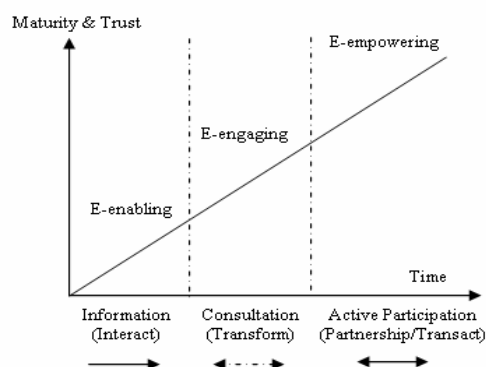 Maturity & Trust
E-empowering
E-engaging
E-enabling
Time
Information
(Interact)
Consultation
(Transform)
Active Participation
(Partnership/Transact)